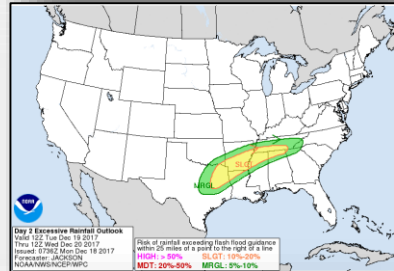 SLGT
MRGL
noaa
Day 2 Excessive Rainfall Outlook
Valid 12Z Tue Dec 19 2017
Thru 12Z Wed Dec 20 2017
Issued: 0736Z Mon Dec 18 2017
Forecaster: JACKSON
NOAA/NWS/NCEP/WPC
Risk of rainfall exceeding flash flood guidance
within 25 miles of a point to the right of a line
HIGH: > 50% SLGT: 10%-20%
MDT: 20%-50% MRGL: 5%-10%